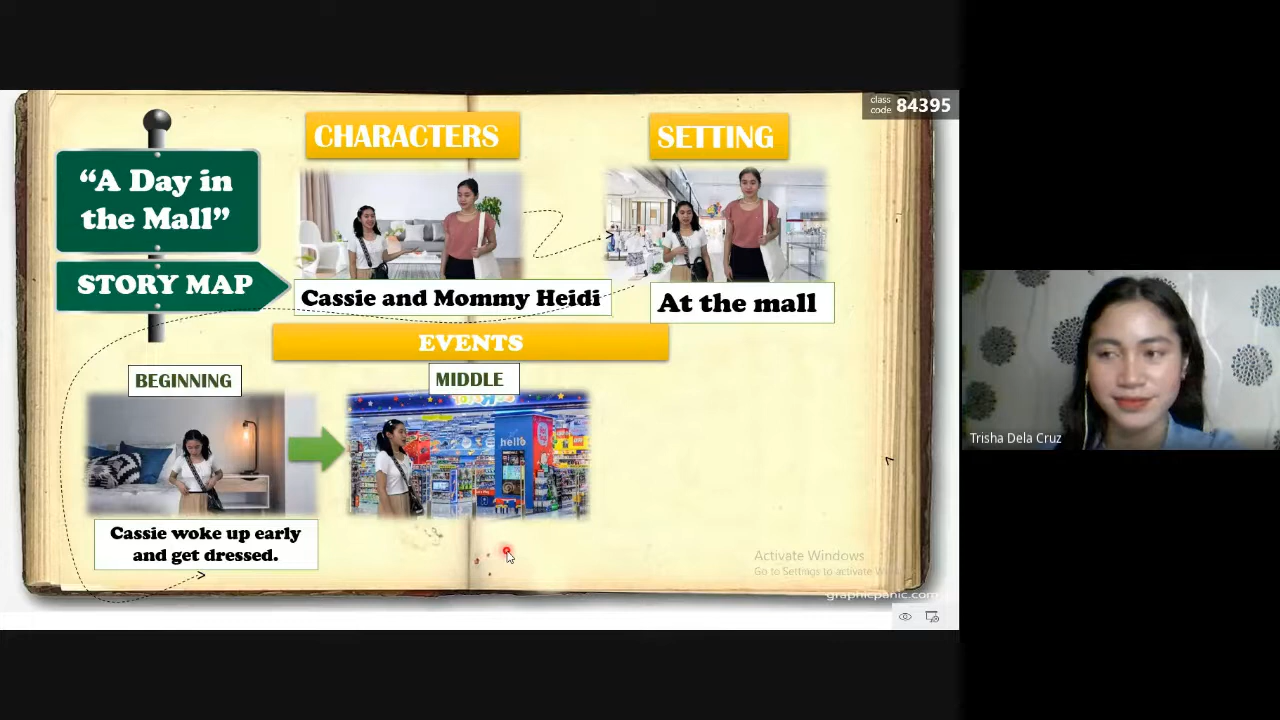 class
code 84395
CHARACTERS
SETTING
“A Day in
the Mall”
STORY MAP
Cassie and Mommy Heidi
At the mall
EVENTS
BEGINNING
MIDDLE
hello
Cassie woke up early
and get dressed.
Trisha Dela Cruz
Activate Windows
Go to Settings to activate
graphicpanic.com